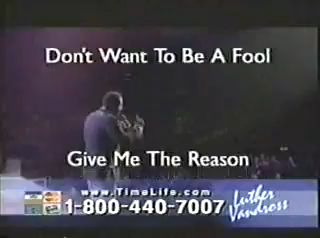 Don't Want To Be A Fool
Give Me The Reason
www.TimeLife.com
1-800-440-7007
Luther
Vandross